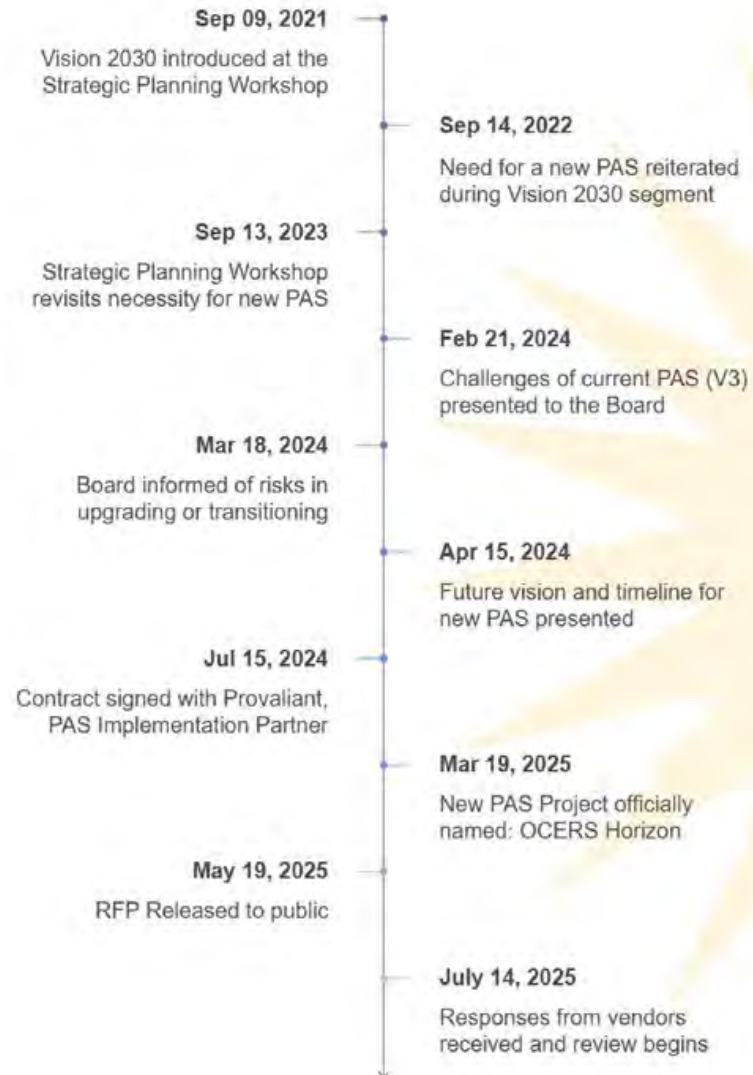 Sep 09, 2021
Vision 2030 introduced at the
Strategic Planning Workshop
Sep 14, 2022
Need for a new PAS reiterated
during Vision 2030 segment
Sep 13, 2023
Strategic Planning Workshop
revisits necessity for new PAS
Feb 21, 2024
Challenges of current PAS (V3)
presented to the Board
Mar 18, 2024
Board informed of risks in
upgrading or transitioning
Apr 15, 2024
Future vision and timeline for
new PAS presented
Jul 15, 2024
Contract signed with Provaliant,
PAS Implementation Partner
Mar 19, 2025
New PAS Project officially
named: OCERS Horizon
May 19, 2025
RFP Released to public
July 14, 2025
Responses from vendors
received and review begins